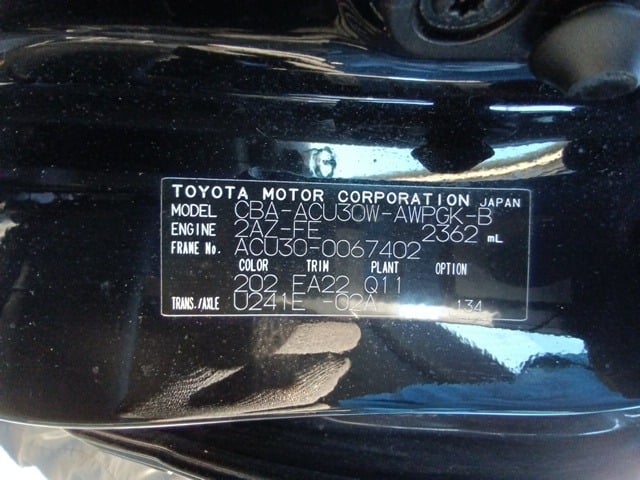 TOYOTA MOTOR CORPORATION JAPAN
MODEL CBA-ACU30W-AWPGK-B
ENGINE 2AZ-FE 2362 mL
FRAME No. ACU30-0067402
COLOR TRIM PLANT OPTION
202 EA22 Q11
TRANS./AXLE U241E -02A 134